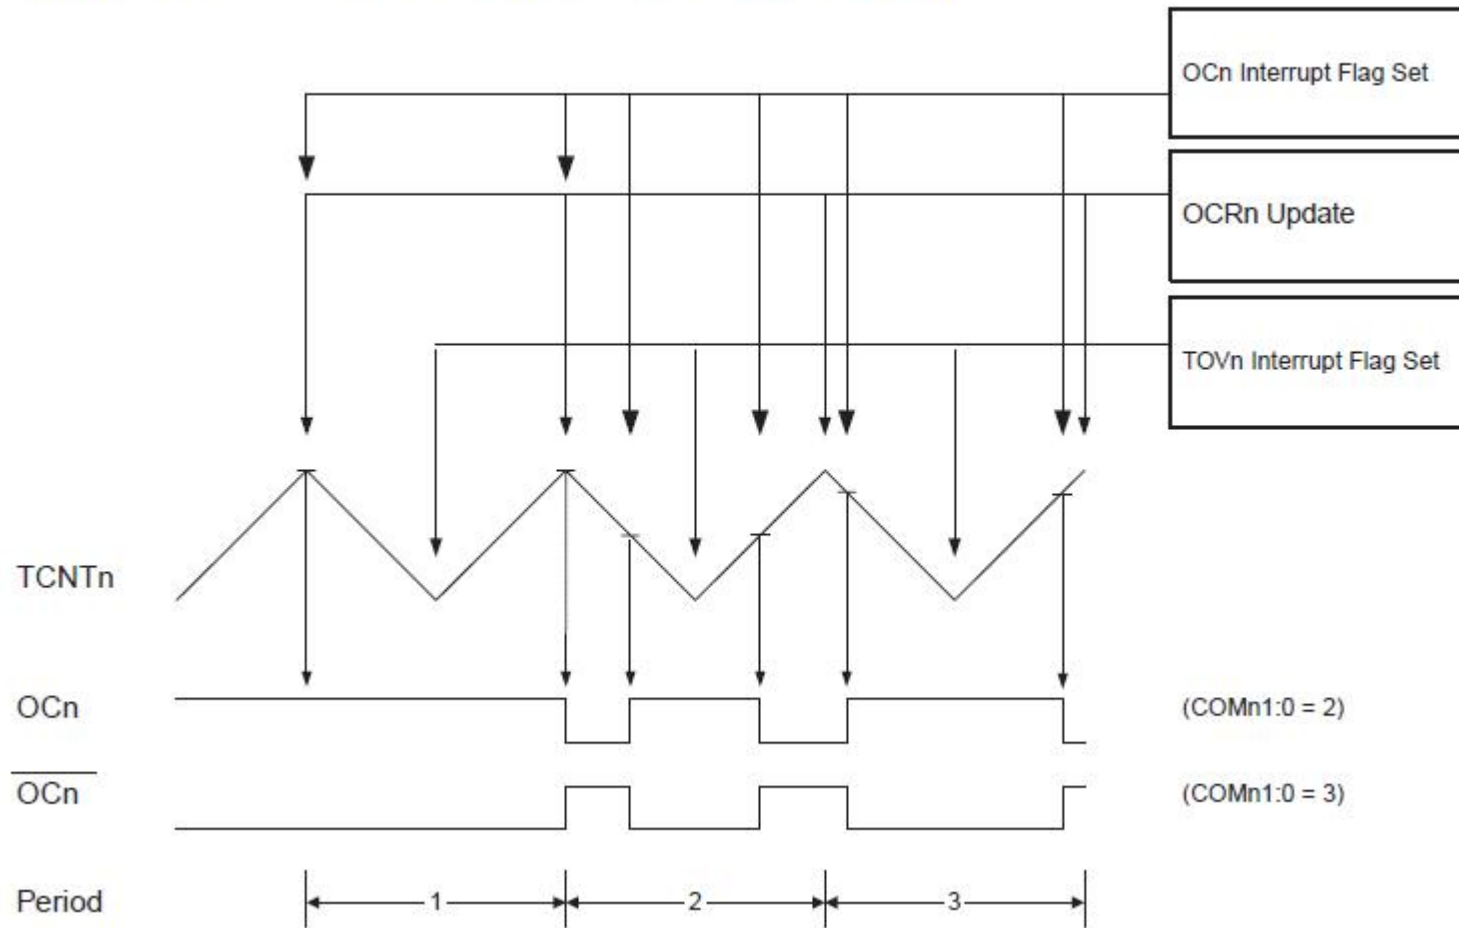 OCn Interrupt Flag Set
OCRn Update
TOVn Interrupt Flag Set
TCNTn
OCn
(COMn1:0 = 2)
OCn
(COMn1:0 = 3)
Period
1
2
3